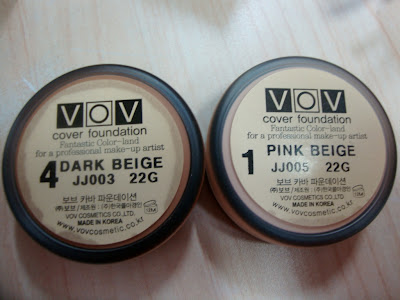 VOV
cover foundation
Fantastic Color-land
for a professional make-up artist
4 DARK BEIGE
JJ003 22G
보브 카바 파운데이션
VOV COSMETICS CO.,LTD.
MADE IN KOREA
www.vovcosmetic.co.kr
VOV
cover foundation
Fantastic Color-land
for a professional make-up artist
1 PINK BEIGE
JJ005 22G
보브 카바 파운데이션
VOV COSMETICS CO.,LTD.
MADE IN KOREA
www.vovcosmetic.co.kr